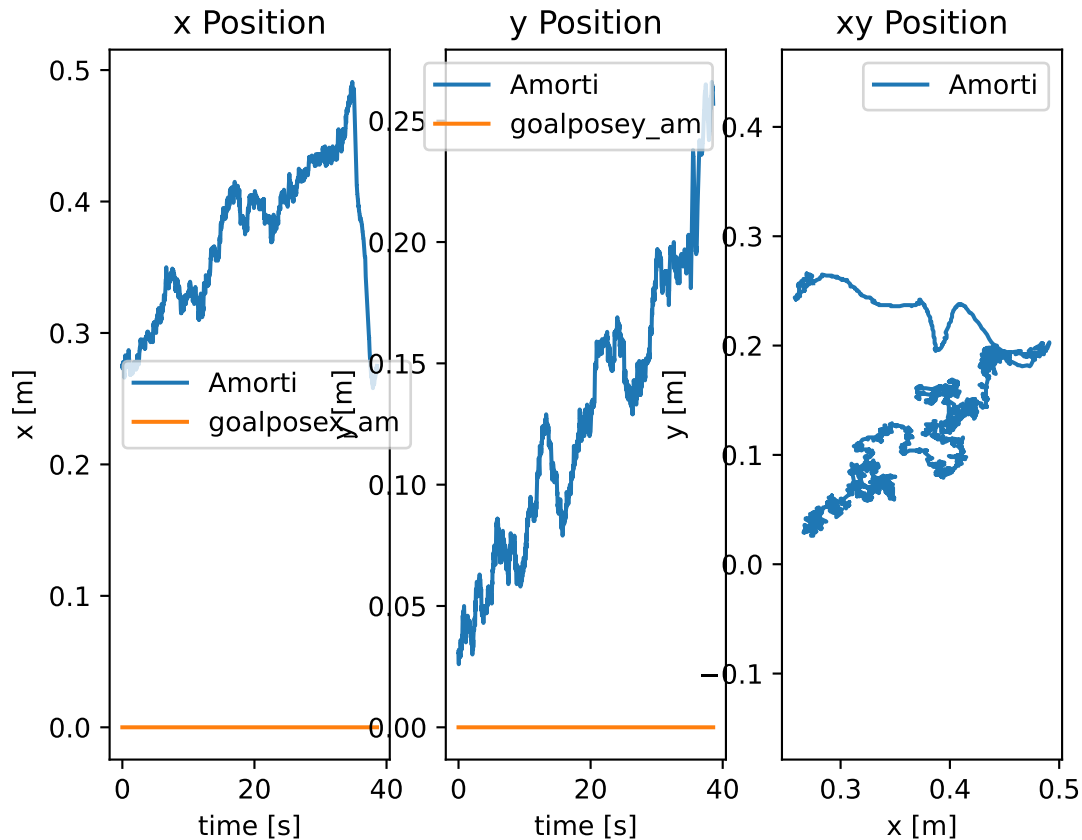 x Position
y Position
xy Position
0.5
0.4
0.3
0.2
0.1
0.0
x [m]
Amorti
goalposex_am
0
20
40
time [s]
0.25
0.20
0.15
0.10
0.05
0.00
y [m]
Amorti
goalposey_am
0
20
40
time [s]
0.4
0.3
0.2
0.1
0.0
−0.1
y [m]
Amorti
0.3
0.4
0.5
x [m]